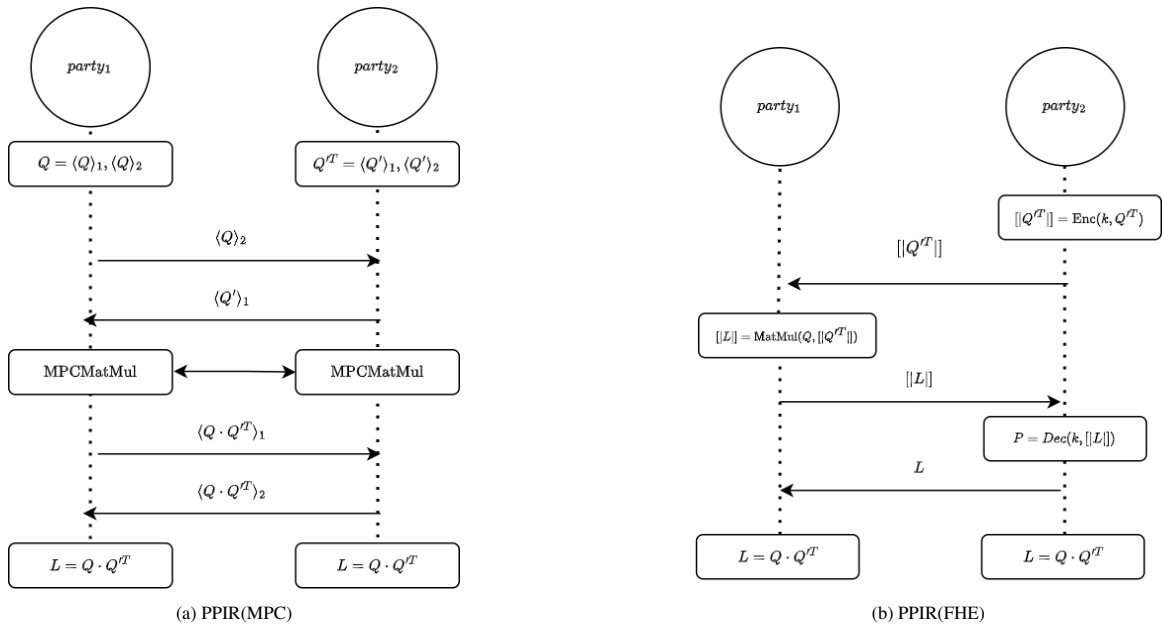 party₁
party₂
Q = ⟨Q⟩₁, ⟨Q⟩₂
Q′ᵀ = ⟨Q′⟩₁, ⟨Q′⟩₂
⟨Q⟩₂
⟨Q′⟩₁
MPCMatMul
MPCMatMul
⟨Q · Q′ᵀ⟩₁
⟨Q · Q′ᵀ⟩₂
L = Q · Q′ᵀ
L = Q · Q′ᵀ
(a) PPIR(MPC)
party₁
party₂
[|Q′ᵀ|] = Enc(k, Q′ᵀ)
[|Q′ᵀ|]
[|L|] = MatMul(Q, [|Q′ᵀ|])
[|L|]
P = Dec(k, [|L|])
L
L = Q · Q′ᵀ
L = Q · Q′ᵀ
(b) PPIR(FHE)